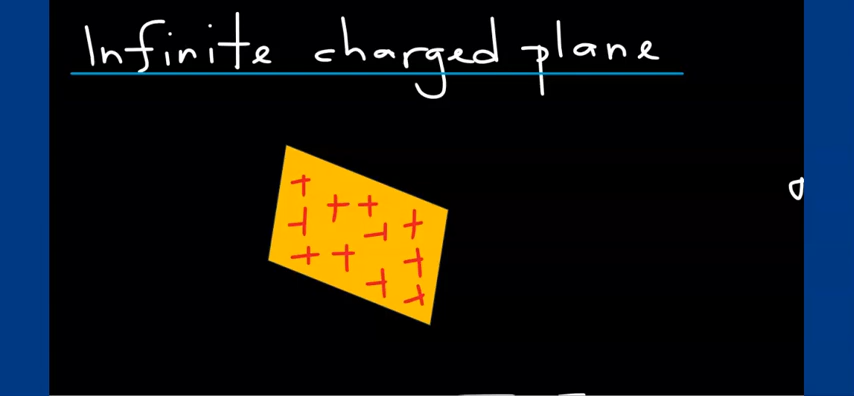 Infinite charged plane
+ + +
+ + +
+ + +
+ +